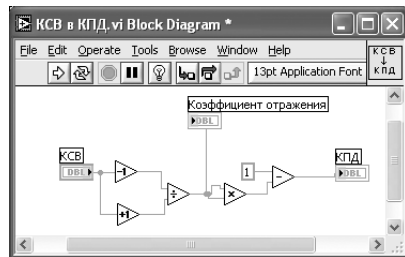 КСВ в КПД.vi Block Diagram *
File Edit Operate Tools Browse Window Help
13pt Application Font
КСВ
↓
КПД
Коэффициент отражения
DBL
КСВ
DBL
-1
+1
÷
×
1
-
КПД
DBL